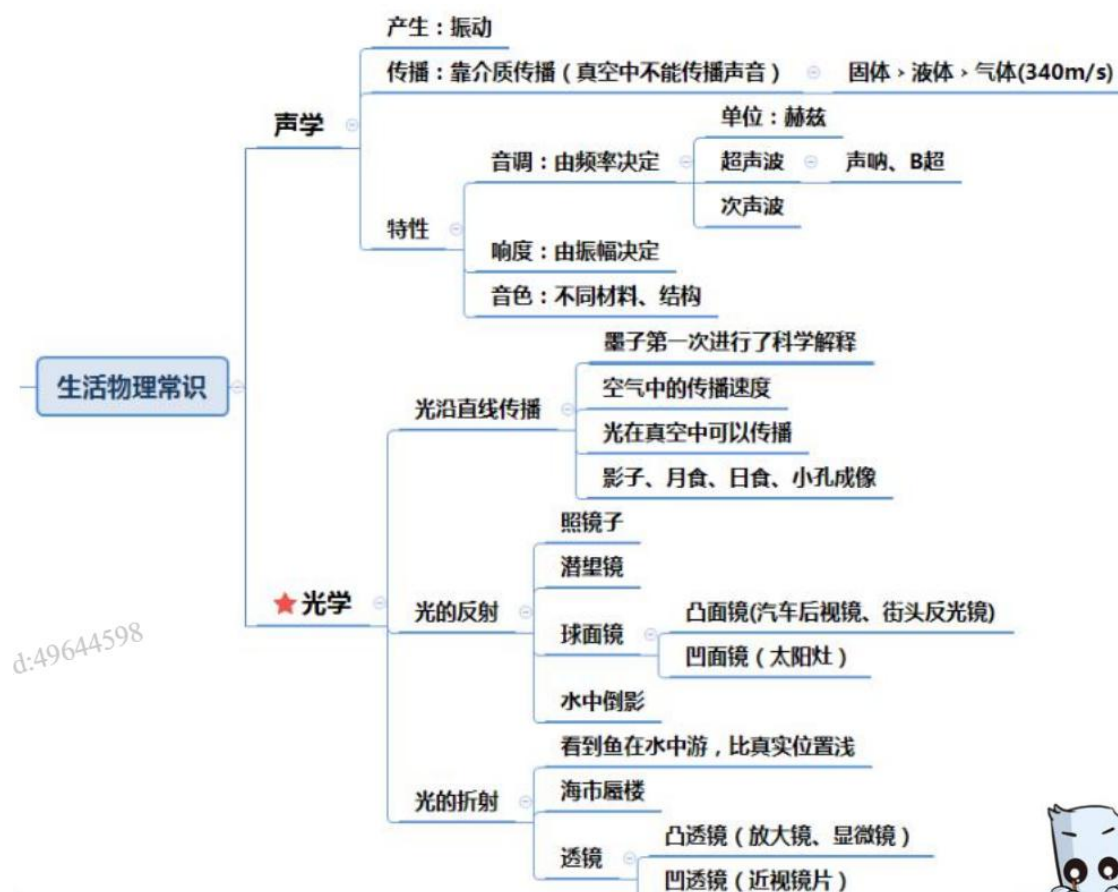 产生：振动
传播：靠介质传播（真空中不能传播声音）
固体﹥液体﹥气体(340m/s)
声学
单位：赫兹
音调：由频率决定
超声波
声呐、B超
次声波
特性
响度：由振幅决定
音色：不同材料、结构
墨子第一次进行了科学解释
生活物理常识
空气中的传播速度
光沿直线传播
光在真空中可以传播
影子、月食、日食、小孔成像
照镜子
潜望镜
★光学
光的反射
凸面镜(汽车后视镜、街头反光镜)
球面镜
凹面镜（太阳灶）
d:49644598
水中倒影
看到鱼在水中游，比真实位置浅
光的折射
海市蜃楼
凸透镜（放大镜、显微镜）
透镜
凹透镜（近视镜片）